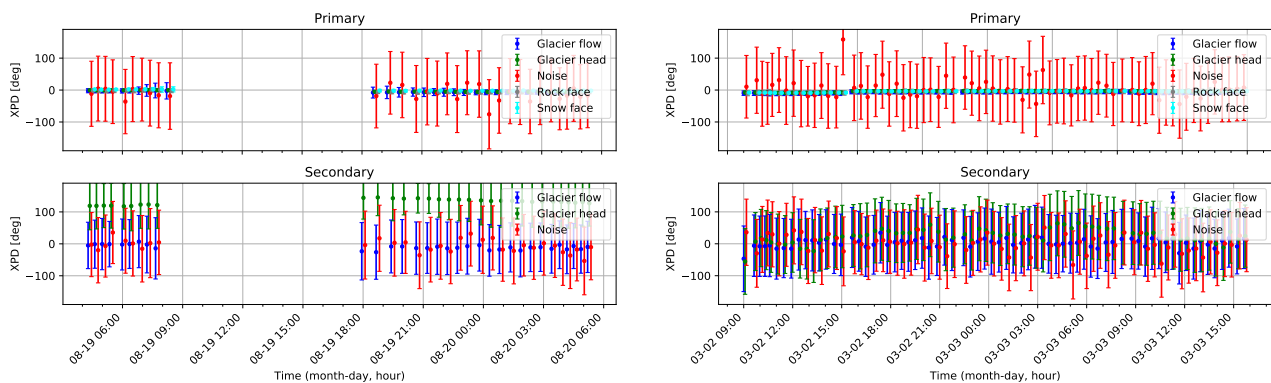 Primary
XPD [deg]
100
0
−100
Glacier flow
Glacier head
Noise
Rock face
Snow face
Secondary
XPD [deg]
100
0
−100
Glacier flow
Glacier head
Noise
08-19 06:00
08-19 09:00
08-19 12:00
08-19 15:00
08-19 18:00
08-19 21:00
08-20 00:00
08-20 03:00
08-20 06:00
Time (month-day, hour)
Primary
XPD [deg]
100
0
−100
Glacier flow
Glacier head
Noise
Rock face
Snow face
Secondary
XPD [deg]
100
0
−100
Glacier flow
Glacier head
Noise
03-02 09:00
03-02 12:00
03-02 15:00
03-02 18:00
03-02 21:00
03-03 00:00
03-03 03:00
03-03 06:00
03-03 09:00
03-03 12:00
03-03 15:00
Time (month-day, hour)